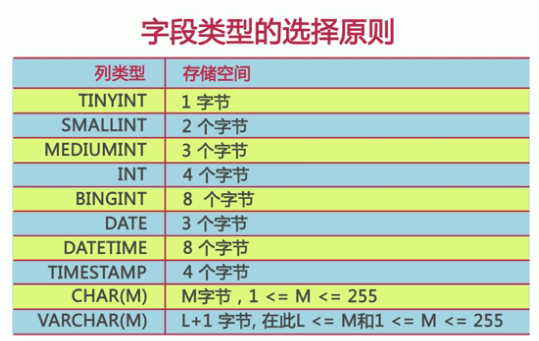 字段类型的选择原则
列类型 存储空间
TINYINT 1 字节
SMALLINT 2 个字节
MEDIUMINT 3 个字节
INT 4 个字节
BINGINT 8 个字节
DATE 3 个字节
DATETIME 8 个字节
TIMESTAMP 4 个字节
CHAR(M) M字节，1 <= M <= 255
VARCHAR(M) L+1 字节, 在此L <= M和1 <= M <= 255